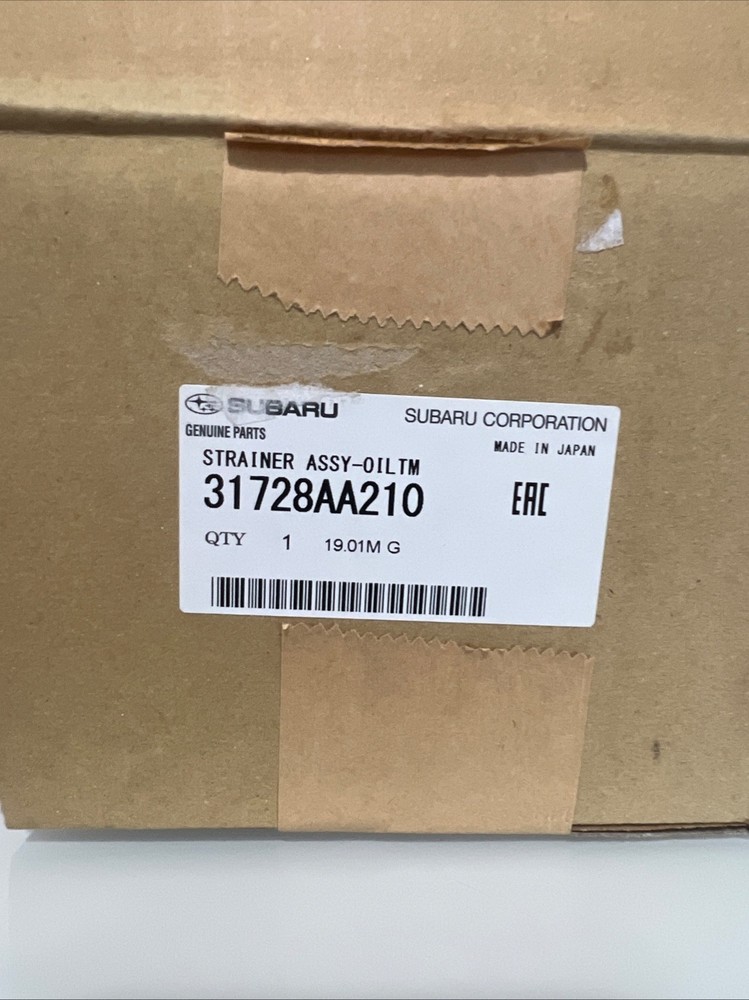 SUBARU
SUBARU CORPORATION
GENUINE PARTS
MADE IN JAPAN
STRAINER ASSY-OILTM
31728AA210
EAC
QTY 1 19.01M G